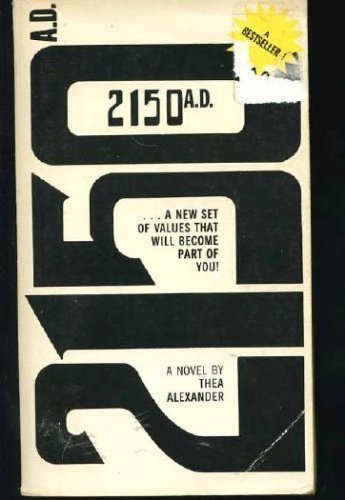 A.D.
A
BESTSELLER!
2150 A.D.
2150
. . . A NEW SET
OF VALUES THAT
WILL BECOME
PART OF
YOU!
A NOVEL BY
THEA
ALEXANDER